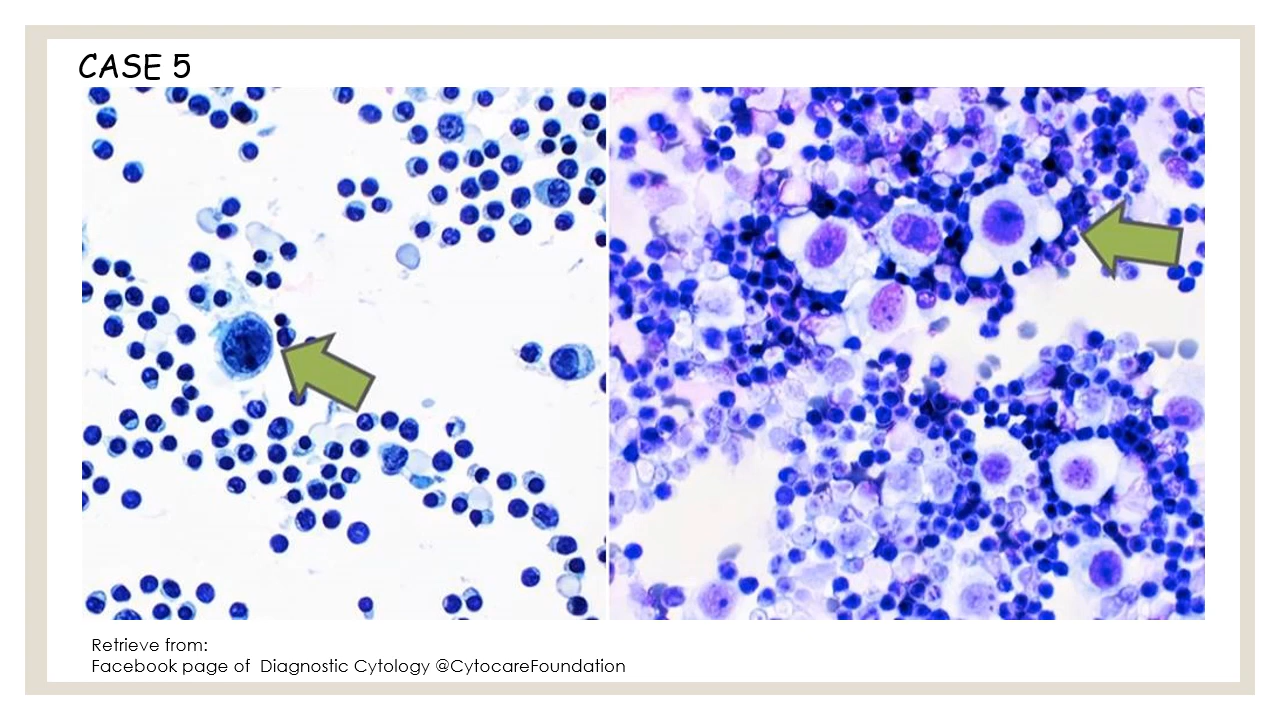 CASE 5
Retrieve from:
Facebook page of  Diagnostic Cytology @CytocareFoundation